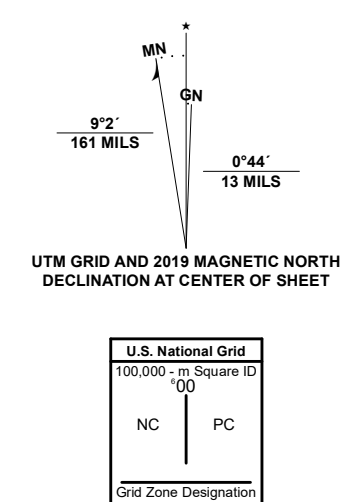 ★
MN
GN
9°2´
161 MILS
0°44´
13 MILS
UTM GRID AND 2019 MAGNETIC NORTH
DECLINATION AT CENTER OF SHEET
U.S. National Grid
100,000 - m Square ID
⁶00
NC PC
Grid Zone Designation